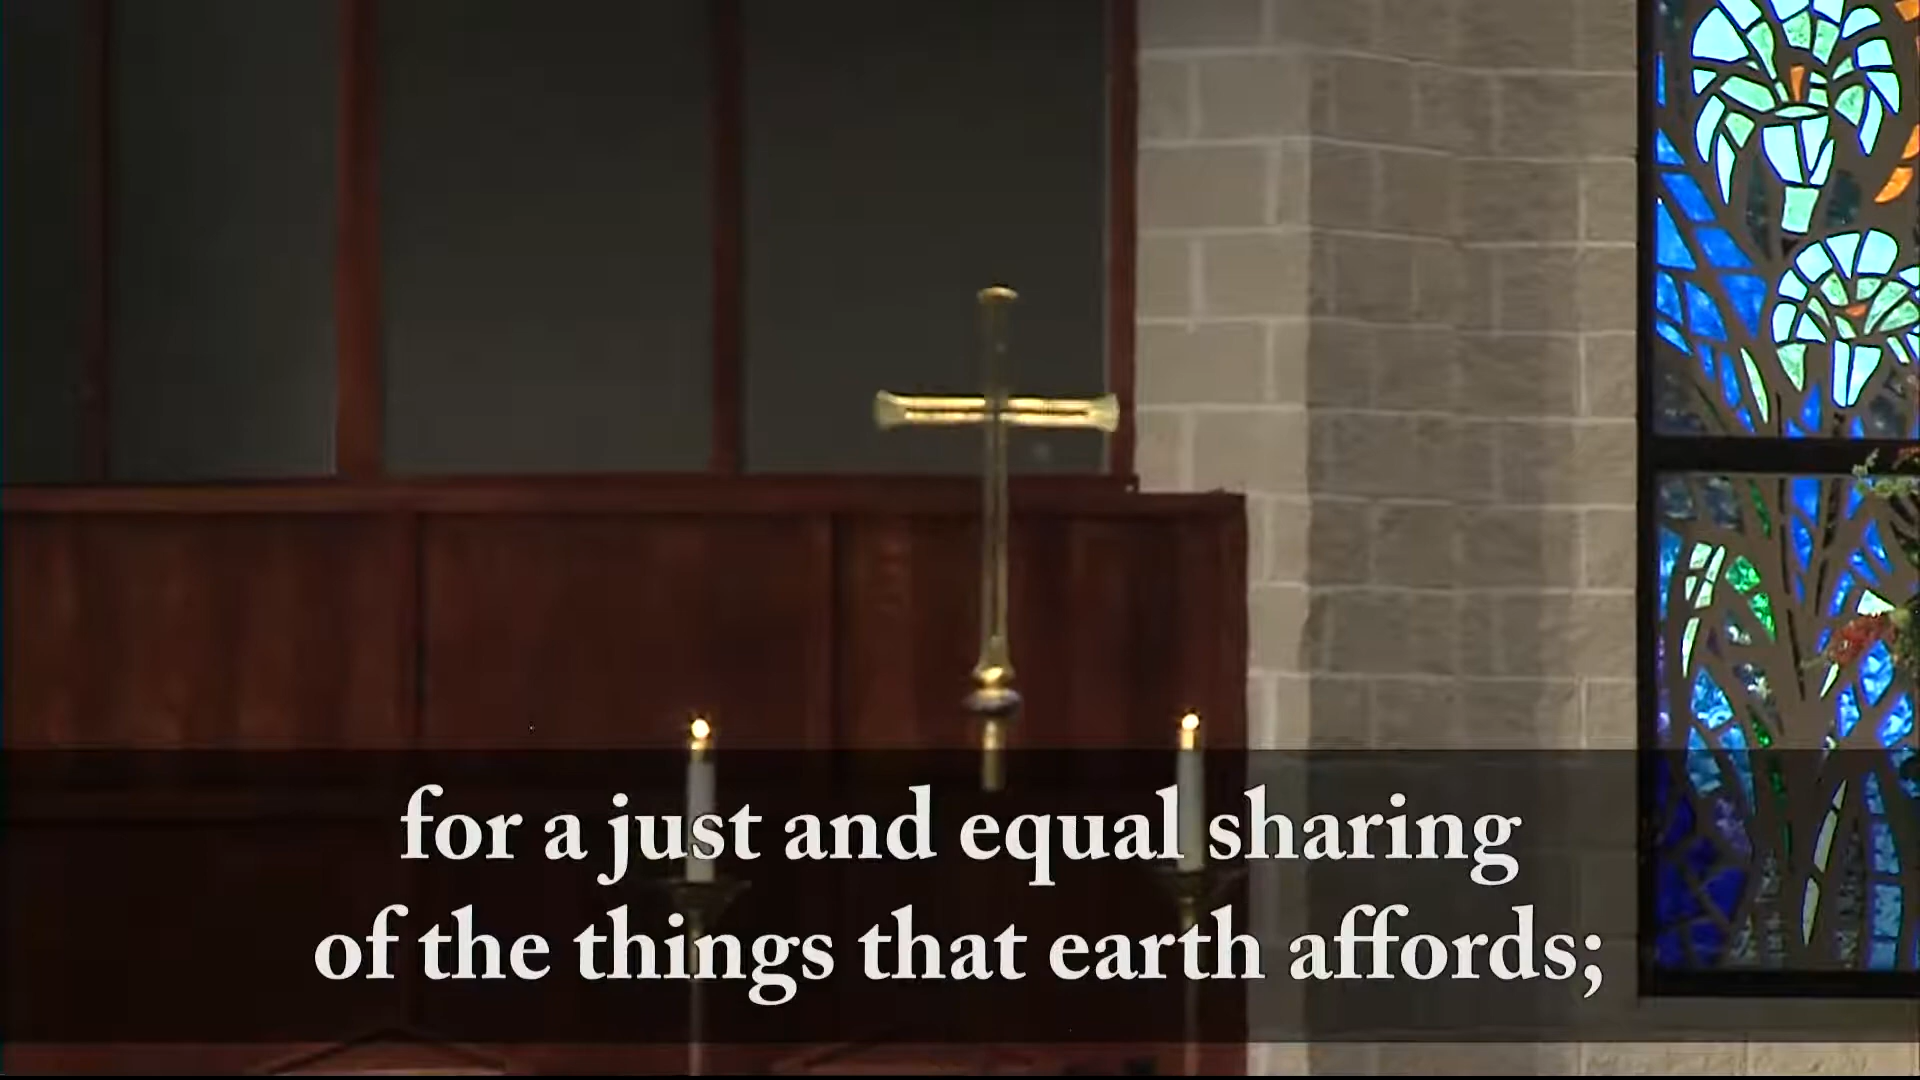 for a just and equal sharing
of the things that earth affords;